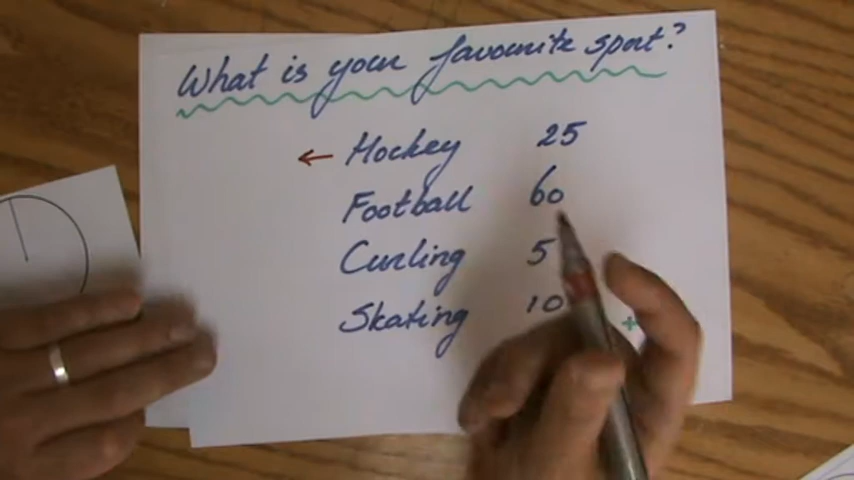 What is your favourite sport?
← Hockey 25
Football 60
Curling 5
Skating 10
+